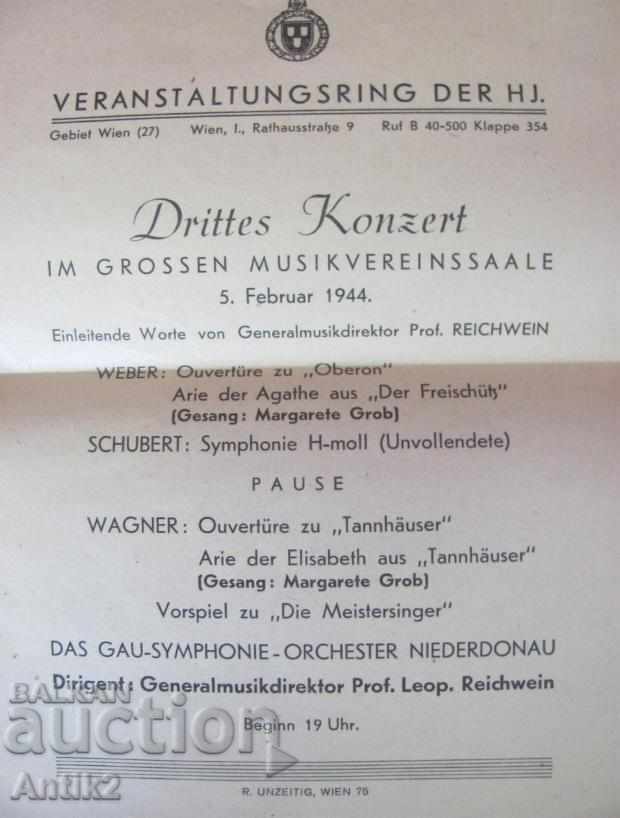 VERANSTALTUNGSRING DER HJ.
Gebiet Wien (27) Wien, I., Rathausstraße 9 Ruf B 40-500 Klappe 354
Drittes Konzert
IM GROSSEN MUSIKVEREINSSAALE
5. Februar 1944.
Einleitende Worte von Generalmusikdirektor Prof. REICHWEIN
WEBER: Ouvertüre zu „Oberon"
Arie der Agathe aus „Der Freischütz"
(Gesang: Margarete Grob)
SCHUBERT: Symphonie H-moll (Unvollendete)
PAUSE
WAGNER: Ouvertüre zu „Tannhäuser"
Arie der Elisabeth aus „Tannhäuser"
(Gesang: Margarete Grob)
Vorspiel zu „Die Meistersinger"
DAS GAU-SYMPHONIE-ORCHESTER NIEDERDONAU
Dirigent: Generalmusikdirektor Prof. Leop. Reichwein
Beginn 19 Uhr.
R. UNZEITIG, WIEN 75
BALKAN
auction
Antik2